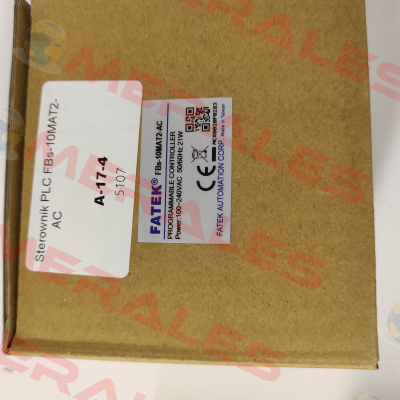 Sterownik PLC FBs-10MAT2-
AC
A-17-4
5107
FATEK® FBs-10MAT2-AC
PROGRAMMABLE CONTROLLER
Power:100~240VAC 50/60Hz 21W
CE
FATEK AUTOMATION CORP. Made in Taiwan
MERALES
MERALES
MERALES